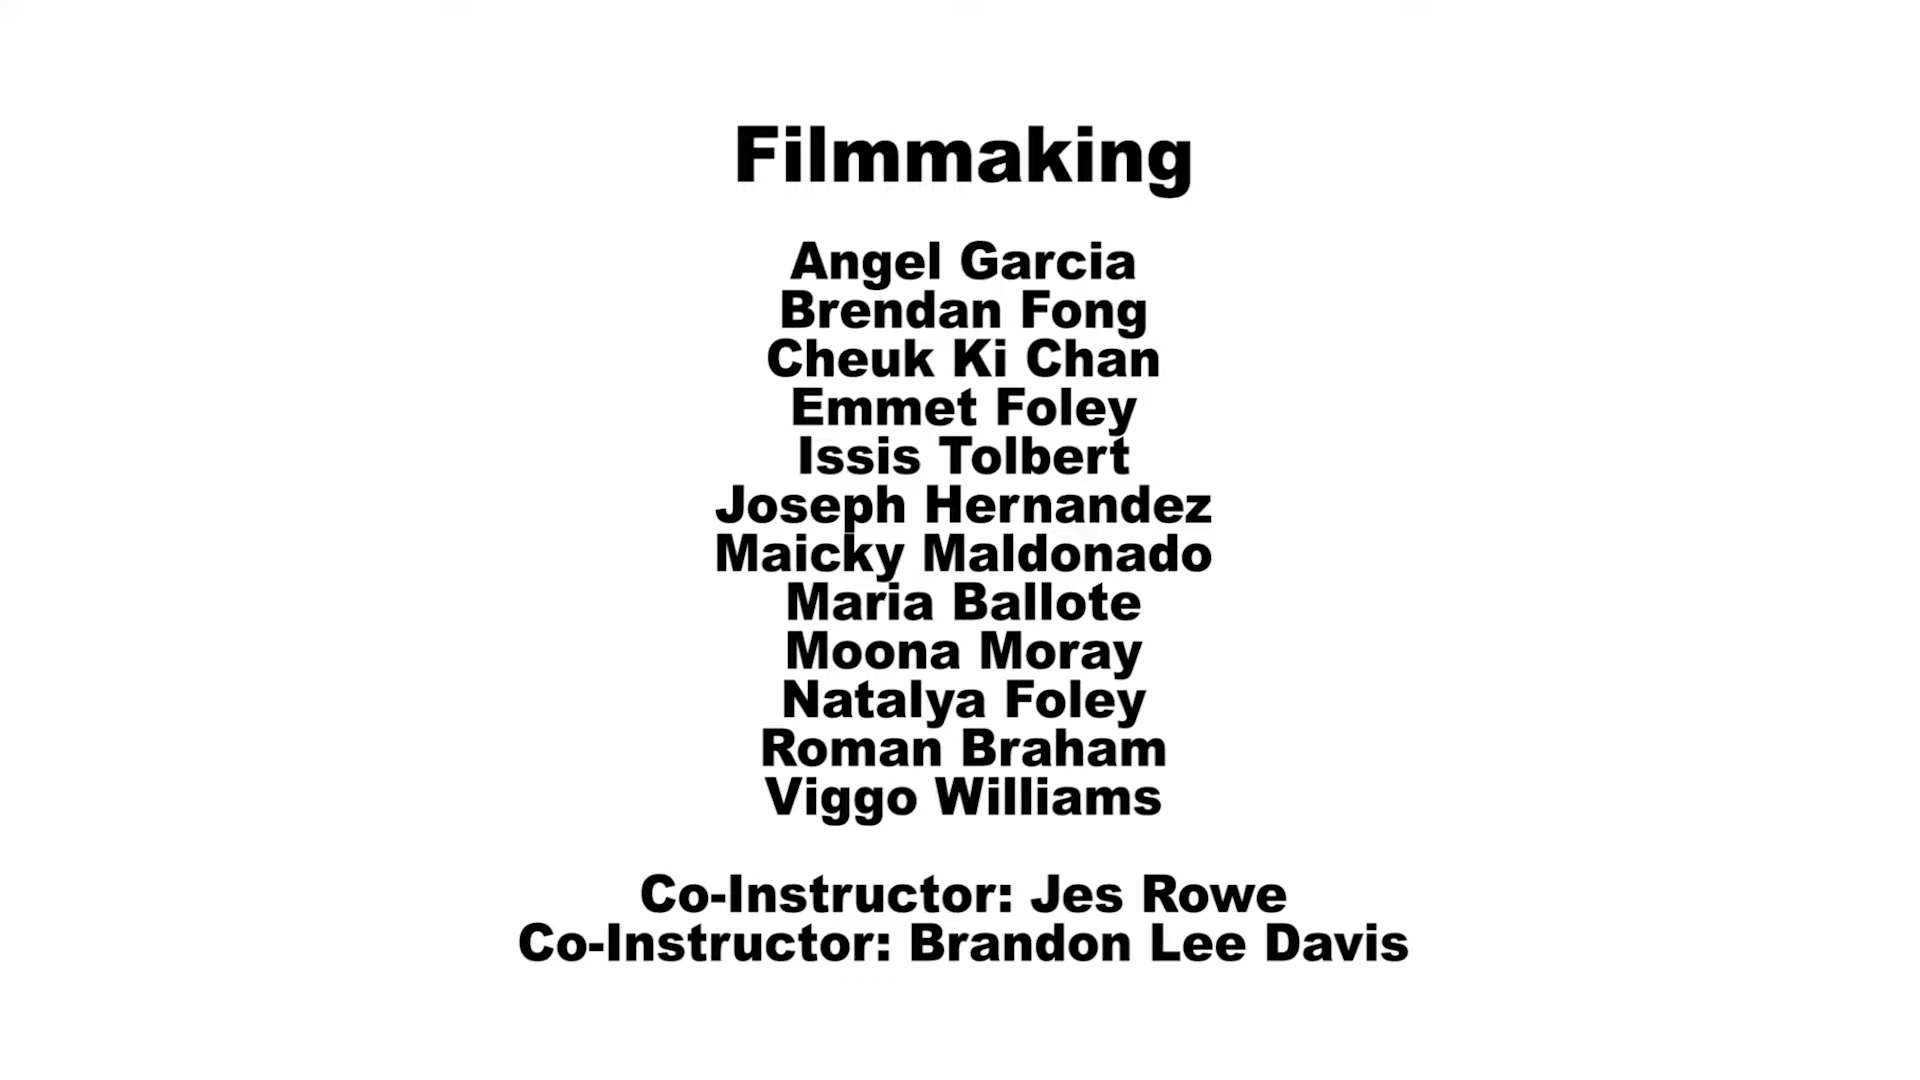 Filmmaking
Angel Garcia
Brendan Fong
Cheuk Ki Chan
Emmet Foley
Issis Tolbert
Joseph Hernandez
Maicky Maldonado
Maria Ballote
Moona Moray
Natalya Foley
Roman Braham
Viggo Williams
Co-Instructor: Jes Rowe
Co-Instructor: Brandon Lee Davis